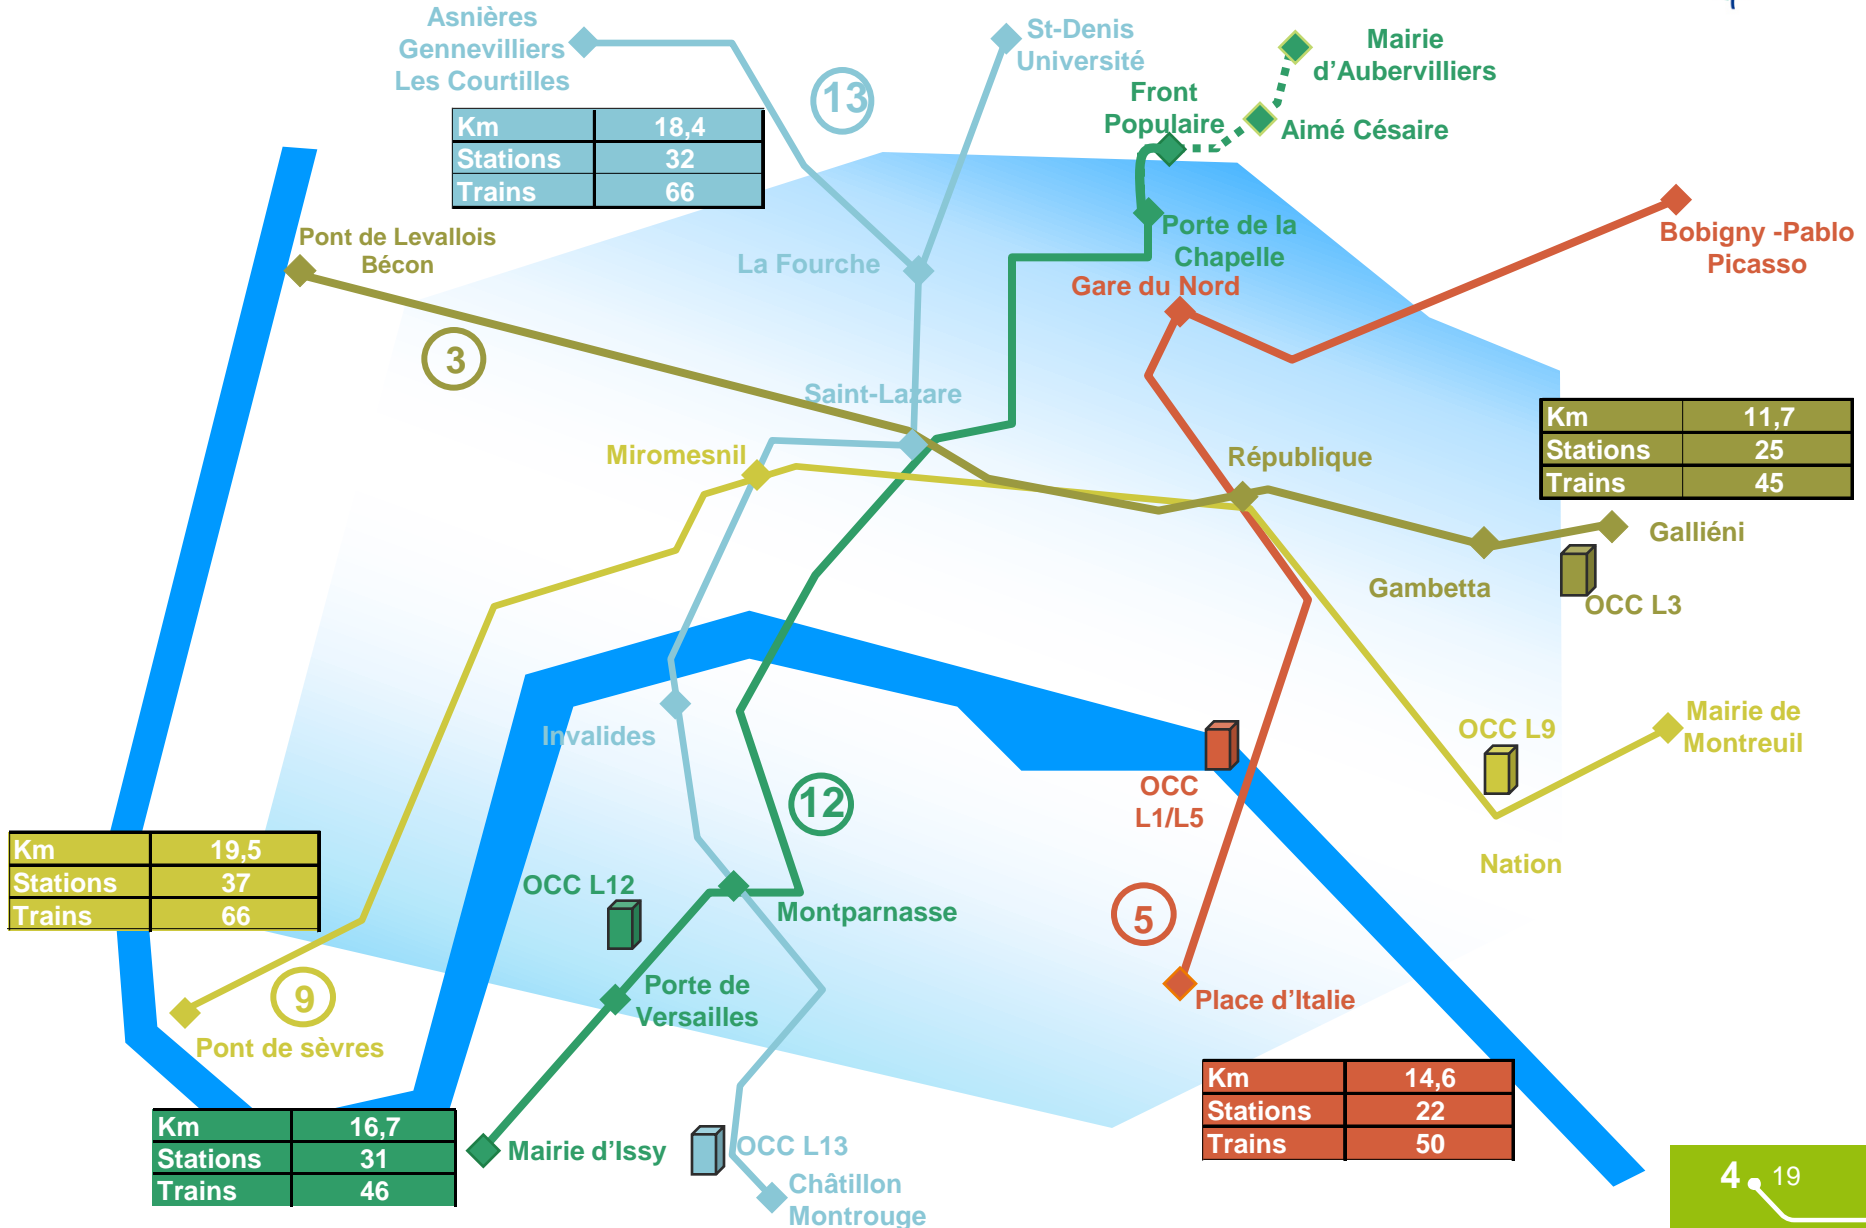 Asnières
Gennevilliers
Les Courtilles
St-Denis
Université
Mairie
d'Aubervilliers
13
Front
Populaire
Aimé Césaire
Km 18,4
Stations 32
Trains 66
Pont de Levallois
Bécon
La Fourche
Porte de la
Chapelle
Bobigny -Pablo
Picasso
Gare du Nord
3
Saint-Lazare
Miromesnil
République
Km 11,7
Stations 25
Trains 45
Galliéni
Gambetta
OCC L3
Invalides
OCC L9
Mairie de
Montreuil
OCC
L1/L5
12
Nation
Km 19,5
Stations 37
Trains 66
OCC L12
Montparnasse
5
9
Porte de
Versailles
Place d'Italie
Pont de sèvres
Km 16,7
Stations 31
Trains 46
Mairie d'Issy
OCC L13
Châtillon
Montrouge
Km 14,6
Stations 22
Trains 50
4 19